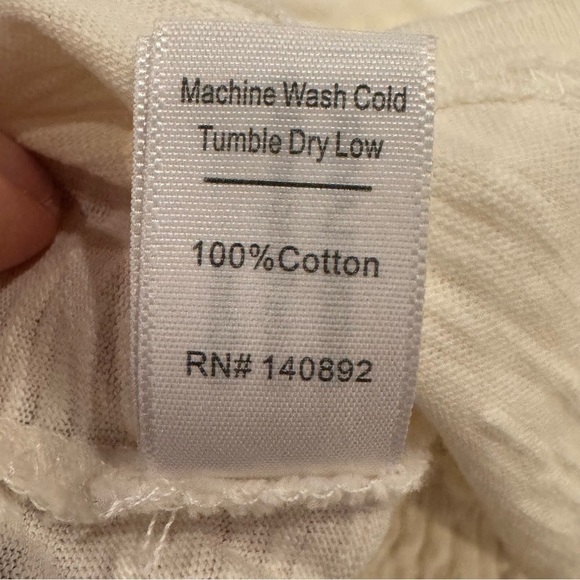 Machine Wash Cold
Tumble Dry Low
100%Cotton
RN# 140892